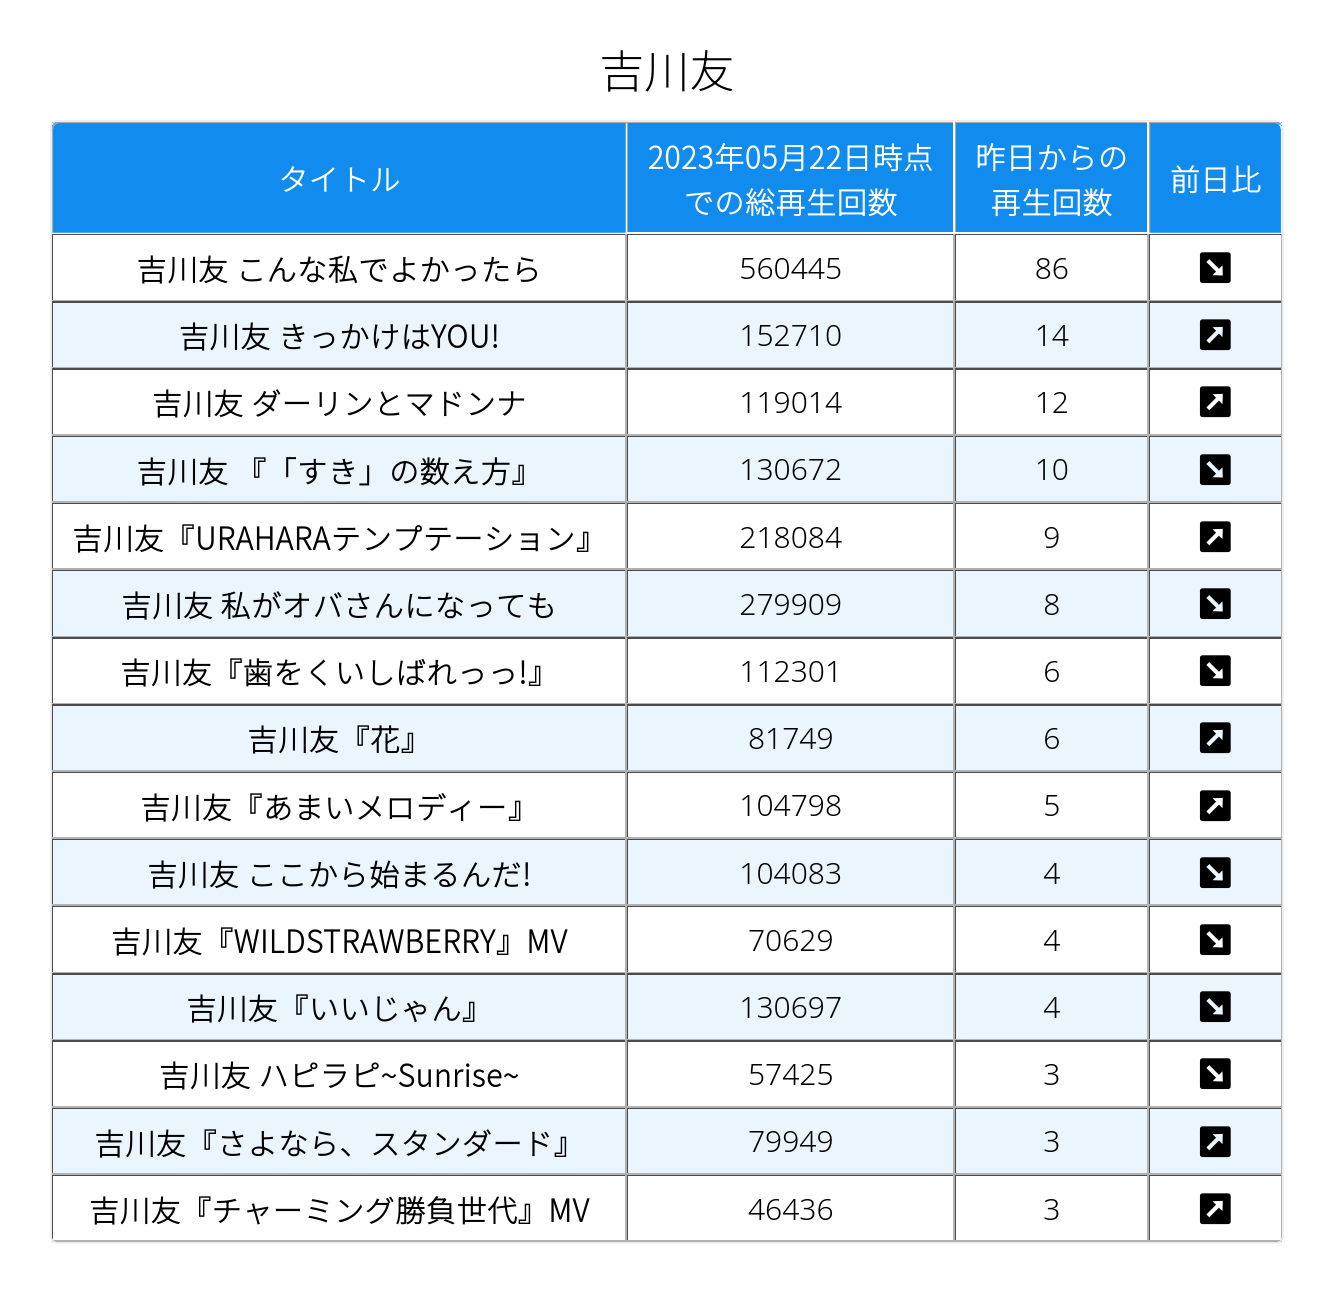 吉川友
タイトル
2023年05月22日時点
での総再生回数
昨日からの
再生回数
前日比
吉川友 こんな私でよかったら 560445 86 ↘
吉川友 きっかけはYOU! 152710 14 ↗
吉川友 ダーリンとマドンナ 119014 12 ↗
吉川友 『「すき」の数え方』 130672 10 ↘
吉川友『URAHARAテンプテーション』 218084 9 ↗
吉川友 私がオバさんになっても 279909 8 ↘
吉川友『歯をくいしばれっっ!』 112301 6 ↘
吉川友『花』 81749 6 ↗
吉川友『あまいメロディー』 104798 5 ↗
吉川友 ここから始まるんだ! 104083 4 ↘
吉川友『WILDSTRAWBERRY』MV 70629 4 ↘
吉川友『いいじゃん』 130697 4 ↘
吉川友 ハピラピ~Sunrise~ 57425 3 ↘
吉川友『さよなら、スタンダード』 79949 3 ↗
吉川友『チャーミング勝負世代』MV 46436 3 ↗